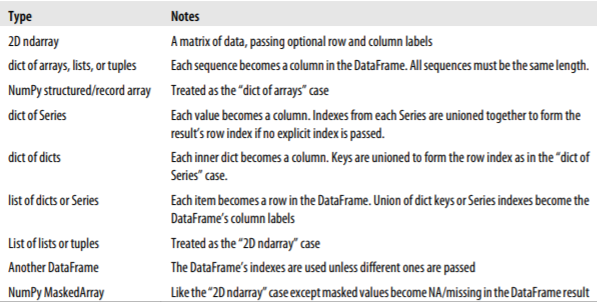 Type Notes
2D ndarray A matrix of data, passing optional row and column labels
dict of arrays, lists, or tuples Each sequence becomes a column in the DataFrame. All sequences must be the same length.
NumPy structured/record array Treated as the “dict of arrays” case
dict of Series Each value becomes a column. Indexes from each Series are unioned together to form the
result’s row index if no explicit index is passed.
dict of dicts Each inner dict becomes a column. Keys are unioned to form the row index as in the “dict of
Series” case.
list of dicts or Series Each item becomes a row in the DataFrame. Union of dict keys or Series indexes become the
DataFrame’s column labels
List of lists or tuples Treated as the “2D ndarray” case
Another DataFrame The DataFrame’s indexes are used unless different ones are passed
NumPy MaskedArray Like the “2D ndarray” case except masked values become NA/missing in the DataFrame result